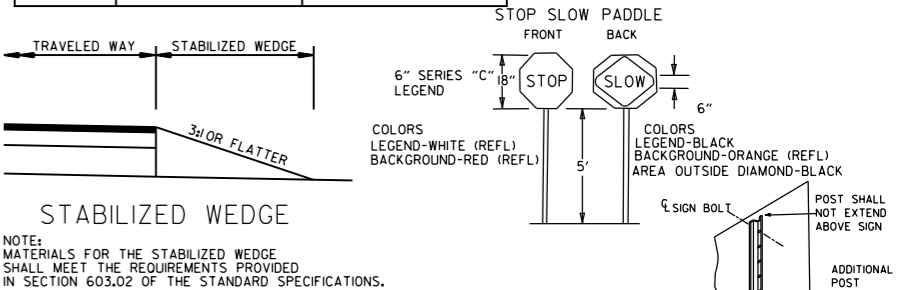 STOP SLOW PADDLE
FRONT
BACK
TRAVELED WAY
STABILIZED WEDGE
6" SERIES "C"
LEGEND
18"
STOP
SLOW
6"
3:1 OR FLATTER
COLORS
LEGEND-WHITE (REFL)
BACKGROUND-RED (REFL)
5'
COLORS
LEGEND-BLACK
BACKGROUND-ORANGE (REFL)
AREA OUTSIDE DIAMOND-BLACK
STABILIZED WEDGE
NOTE:
MATERIALS FOR THE STABILIZED WEDGE
SHALL MEET THE REQUIREMENTS PROVIDED
IN SECTION 603.02 OF THE STANDARD SPECIFICATIONS.
℄ SIGN BOLT
POST SHALL
NOT EXTEND
ABOVE SIGN
ADDITIONAL
POST